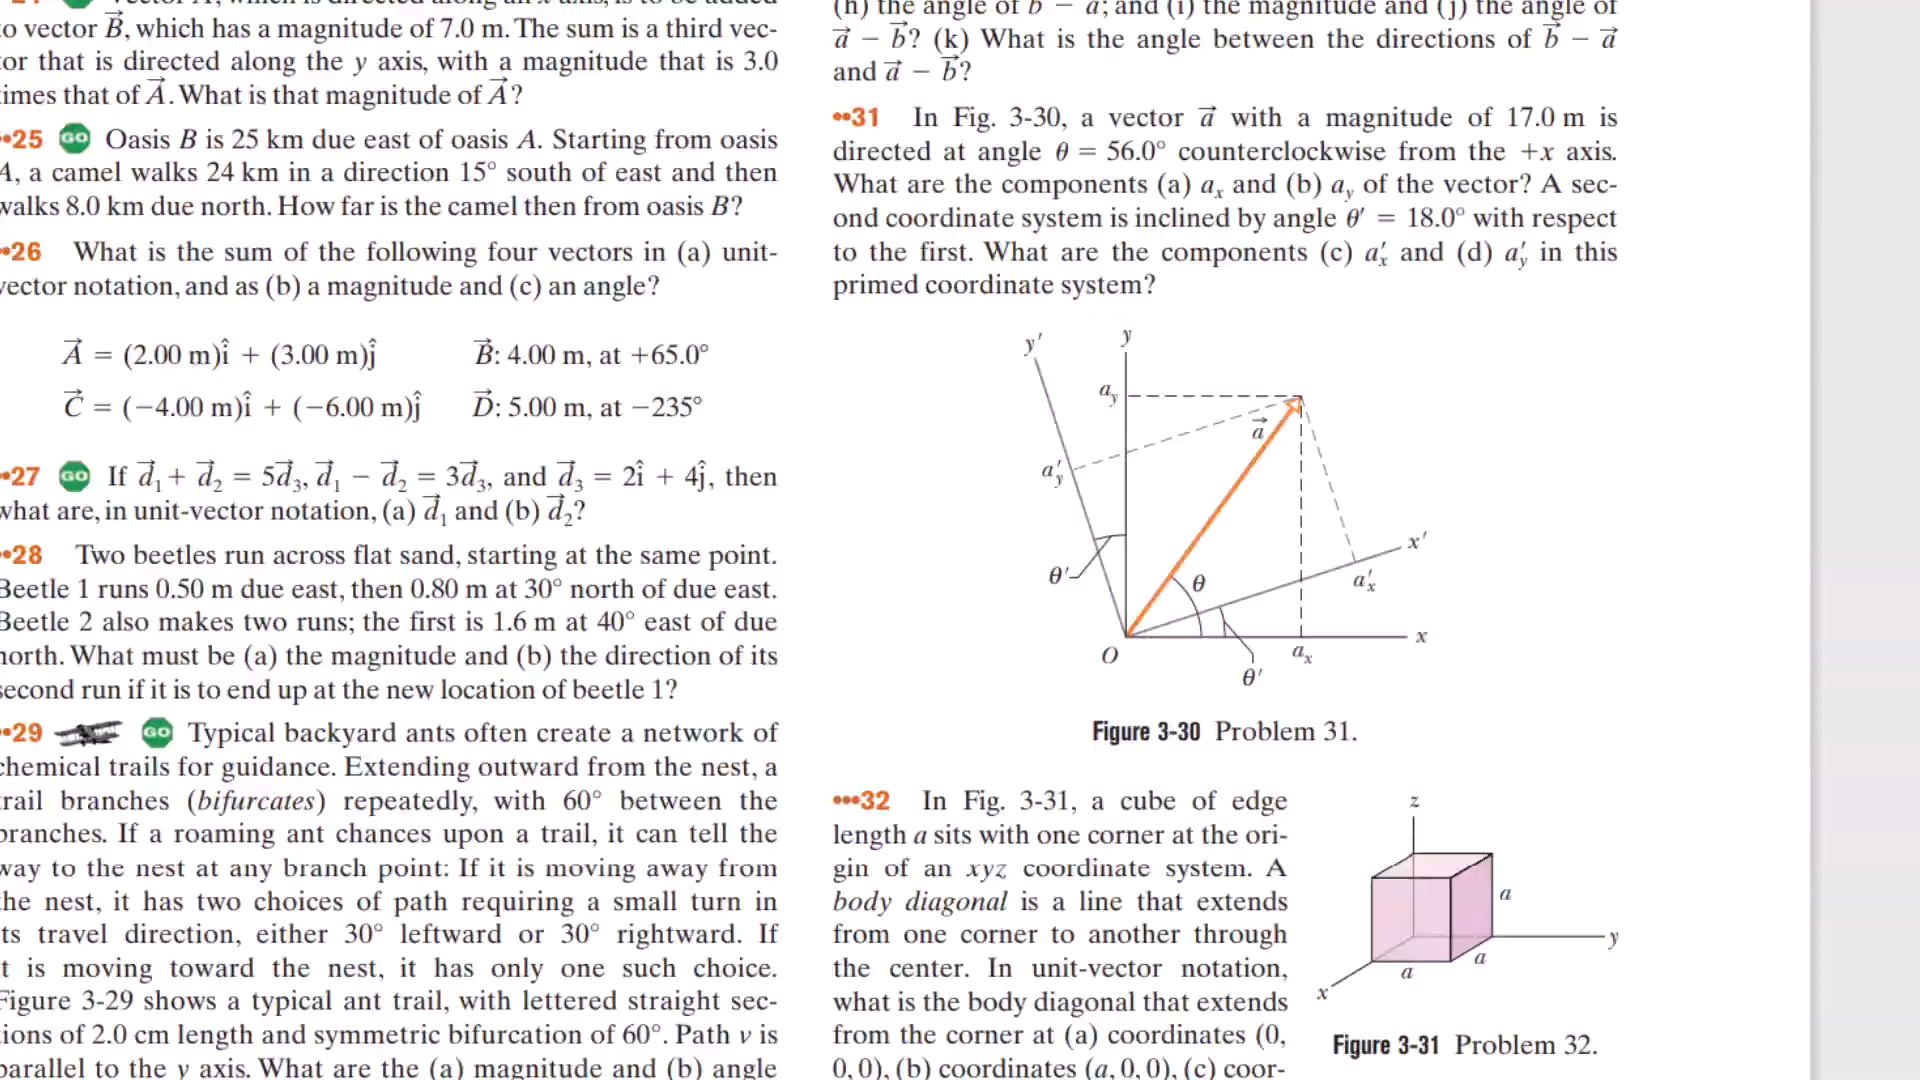 to vector B⃗, which has a magnitude of 7.0 m. The sum is a third vec-
tor that is directed along the y axis, with a magnitude that is 3.0
times that of A⃗. What is that magnitude of A⃗?
••25 GO Oasis B is 25 km due east of oasis A. Starting from oasis
A, a camel walks 24 km in a direction 15° south of east and then
walks 8.0 km due north. How far is the camel then from oasis B?
••26 What is the sum of the following four vectors in (a) unit-
vector notation, and as (b) a magnitude and (c) an angle?
A⃗ = (2.00 m)î + (3.00 m)ĵ B⃗: 4.00 m, at +65.0°
C⃗ = (−4.00 m)î + (−6.00 m)ĵ D⃗: 5.00 m, at −235°
••27 GO If d⃗₁ + d⃗₂ = 5d⃗₃, d⃗₁ − d⃗₂ = 3d⃗₃, and d⃗₃ = 2î + 4ĵ, then
what are, in unit-vector notation, (a) d⃗₁ and (b) d⃗₂?
••28 Two beetles run across flat sand, starting at the same point.
Beetle 1 runs 0.50 m due east, then 0.80 m at 30° north of due east.
Beetle 2 also makes two runs; the first is 1.6 m at 40° east of due
north. What must be (a) the magnitude and (b) the direction of its
second run if it is to end up at the new location of beetle 1?
••29 GO Typical backyard ants often create a network of
chemical trails for guidance. Extending outward from the nest, a
trail branches (bifurcates) repeatedly, with 60° between the
branches. If a roaming ant chances upon a trail, it can tell the
way to the nest at any branch point: If it is moving away from
the nest, it has two choices of path requiring a small turn in
its travel direction, either 30° leftward or 30° rightward. If
it is moving toward the nest, it has only one such choice.
Figure 3-29 shows a typical ant trail, with lettered straight sec-
tions of 2.0 cm length and symmetric bifurcation of 60°. Path v is
parallel to the y axis. What are the (a) magnitude and (b) angle
(h) the angle of b⃗ − a⃗; and (i) the magnitude and (j) the angle of
a⃗ − b⃗? (k) What is the angle between the directions of b⃗ − a⃗
and a⃗ − b⃗?
••31 In Fig. 3-30, a vector a⃗ with a magnitude of 17.0 m is
directed at angle θ = 56.0° counterclockwise from the +x axis.
What are the components (a) aₓ and (b) a_y of the vector? A sec-
ond coordinate system is inclined by angle θ′ = 18.0° with respect
to the first. What are the components (c) a′ₓ and (d) a′_y in this
primed coordinate system?
y′
y
a_y
a⃗
a′_y
x′
θ′
θ
a′ₓ
x
O
aₓ
θ′
Figure 3-30 Problem 31.
•••32 In Fig. 3-31, a cube of edge
length a sits with one corner at the ori-
gin of an xyz coordinate system. A
body diagonal is a line that extends
from one corner to another through
the center. In unit-vector notation,
what is the body diagonal that extends
from the corner at (a) coordinates (0,
0, 0), (b) coordinates (a, 0, 0), (c) coor-
z
a
y
a
a
x
Figure 3-31 Problem 32.